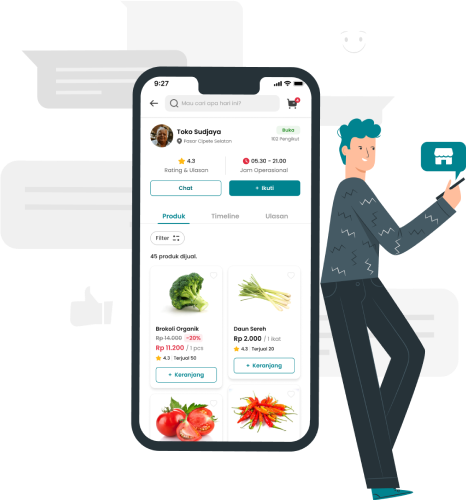 9:27
Mau cari apa hari ini?
Toko Sudjaya
Buka
Pasar Cipete Selatan
162 Pengikut
4.3
05.30 - 21.00
Rating & Ulasan
Jam Operasional
Chat
+ Ikuti
Produk
Timeline
Ulasan
Filter
45 produk dijual.
Brokoli Organik
Rp 14.000 -20%
Rp 11.200 / 1 pcs
4.3 Terjual 50
+ Keranjang
Daun Sereh
Rp 2.000 / 1 ikat
4.3 Terjual 20
+ Keranjang